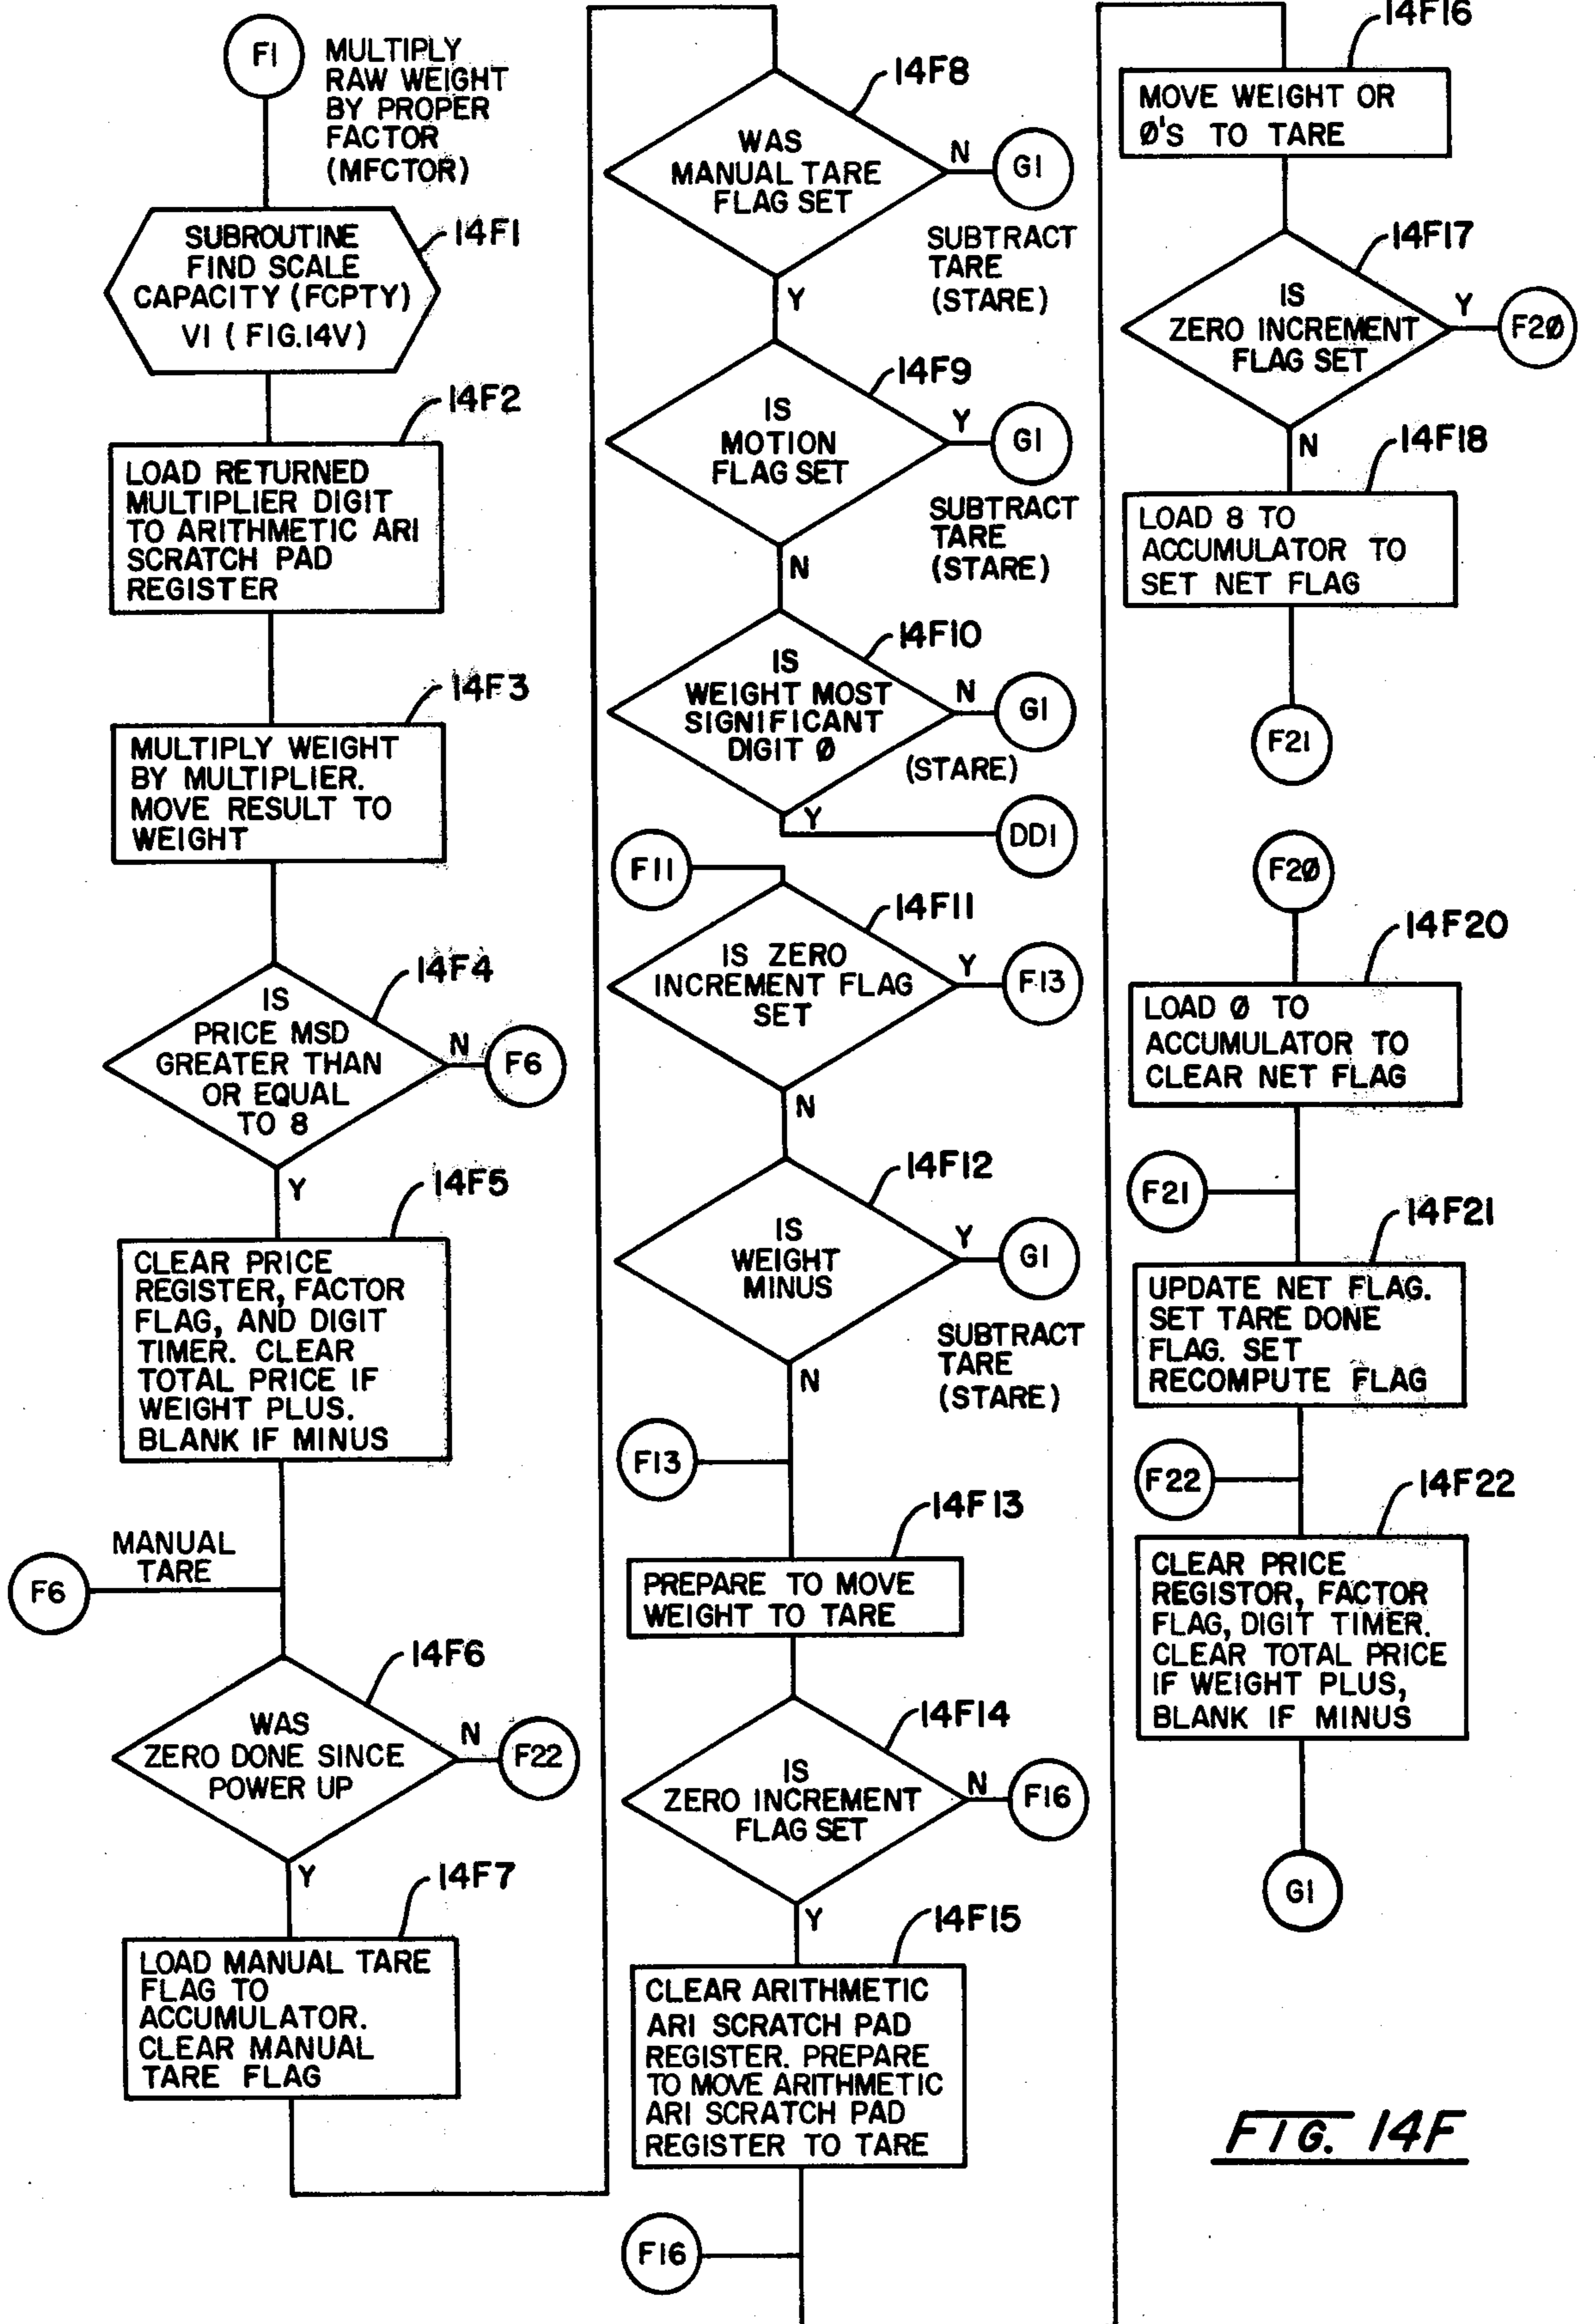 F1
MULTIPLY
RAW WEIGHT
BY PROPER
FACTOR
(MFCTOR)
SUBROUTINE
FIND SCALE
CAPACITY (FCPTY)
V1 ( FIG.14V)
14F1
14F2
LOAD RETURNED
MULTIPLIER DIGIT
TO ARITHMETIC ARI
SCRATCH PAD
REGISTER
14F3
MULTIPLY WEIGHT
BY MULTIPLIER.
MOVE RESULT TO
WEIGHT
14F4
IS
PRICE MSD
GREATER THAN
OR EQUAL
TO 8
N
F6
Y
14F5
CLEAR PRICE
REGISTER, FACTOR
FLAG, AND DIGIT
TIMER. CLEAR
TOTAL PRICE IF
WEIGHT PLUS.
BLANK IF MINUS
MANUAL
TARE
F6
14F6
WAS
ZERO DONE SINCE
POWER UP
N
F22
Y
14F7
LOAD MANUAL TARE
FLAG TO
ACCUMULATOR.
CLEAR MANUAL
TARE FLAG
14F8
WAS
MANUAL TARE
FLAG SET
N
G1
SUBTRACT
TARE
(STARE)
Y
14F9
IS
MOTION
FLAG SET
Y
G1
SUBTRACT
TARE
(STARE)
N
14F10
IS
WEIGHT MOST
SIGNIFICANT
DIGIT Ø
N
G1
(STARE)
Y
DD1
F11
14F11
IS ZERO
INCREMENT FLAG
SET
Y
F13
N
14F12
IS
WEIGHT
MINUS
Y
G1
SUBTRACT
TARE
(STARE)
N
F13
14F13
PREPARE TO MOVE
WEIGHT TO TARE
14F14
IS
ZERO INCREMENT
FLAG SET
N
F16
Y
14F15
CLEAR ARITHMETIC
ARI SCRATCH PAD
REGISTER. PREPARE
TO MOVE ARITHMETIC
ARI SCRATCH PAD
REGISTER TO TARE
F16
14F16
MOVE WEIGHT OR
Ø'S TO TARE
14F17
IS
ZERO INCREMENT
FLAG SET
Y
F2Ø
N
14F18
LOAD 8 TO
ACCUMULATOR TO
SET NET FLAG
F21
F2Ø
14F20
LOAD Ø TO
ACCUMULATOR TO
CLEAR NET FLAG
F21
14F21
UPDATE NET FLAG.
SET TARE DONE
FLAG. SET
RECOMPUTE FLAG
F22
14F22
CLEAR PRICE
REGISTOR, FACTOR
FLAG, DIGIT TIMER.
CLEAR TOTAL PRICE
IF WEIGHT PLUS,
BLANK IF MINUS
G1
FIG. 14F